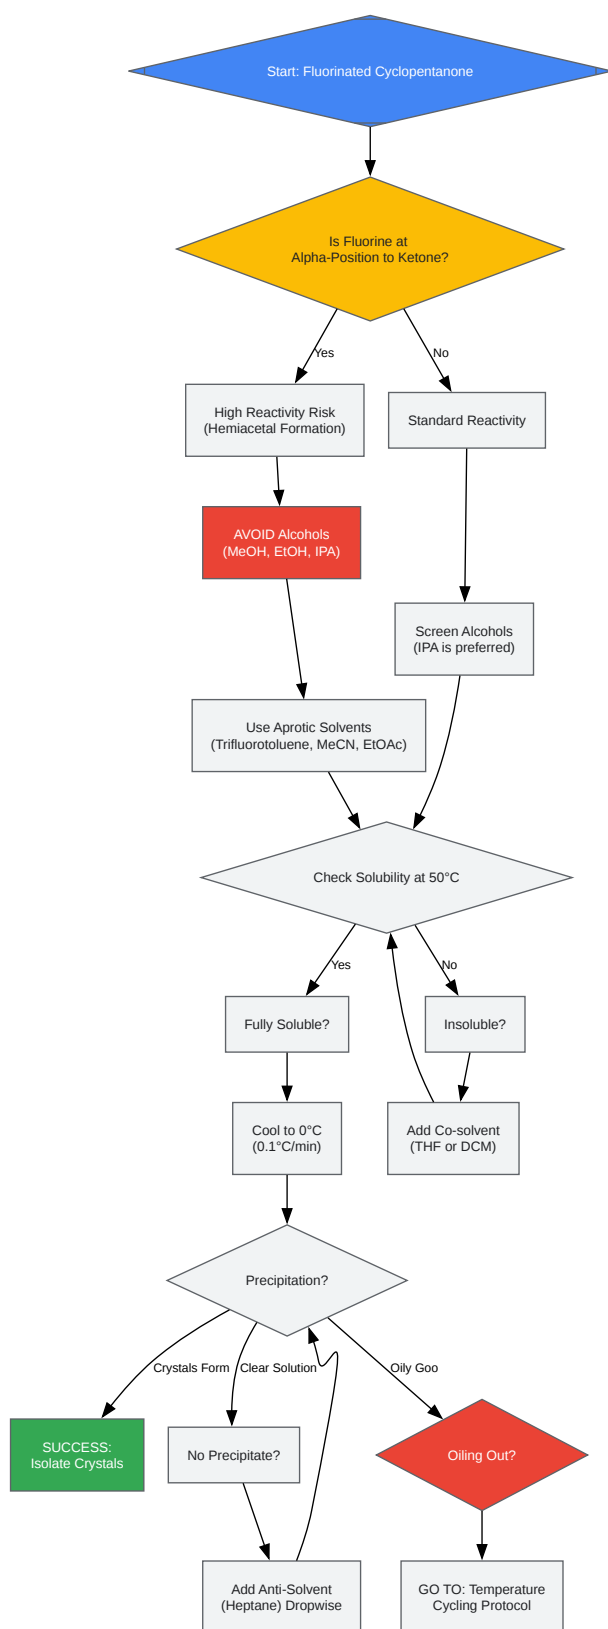 Start: Fluorinated Cyclopentanone
Is Fluorine at
Alpha-Position to Ketone?
Yes
No
High Reactivity Risk
(Hemiacetal Formation)
Standard Reactivity
AVOID Alcohols
(MeOH, EtOH, IPA)
Screen Alcohols
(IPA is preferred)
Use Aprotic Solvents
(Trifluorotoluene, MeCN, EtOAc)
Check Solubility at 50°C
Yes
No
Fully Soluble?
Insoluble?
Cool to 0°C
(0.1°C/min)
Add Co-solvent
(THF or DCM)
Precipitation?
Crystals Form
Clear Solution
Oily Goo
SUCCESS:
Isolate Crystals
No Precipitate?
Oiling Out?
Add Anti-Solvent
(Heptane) Dropwise
GO TO: Temperature
Cycling Protocol